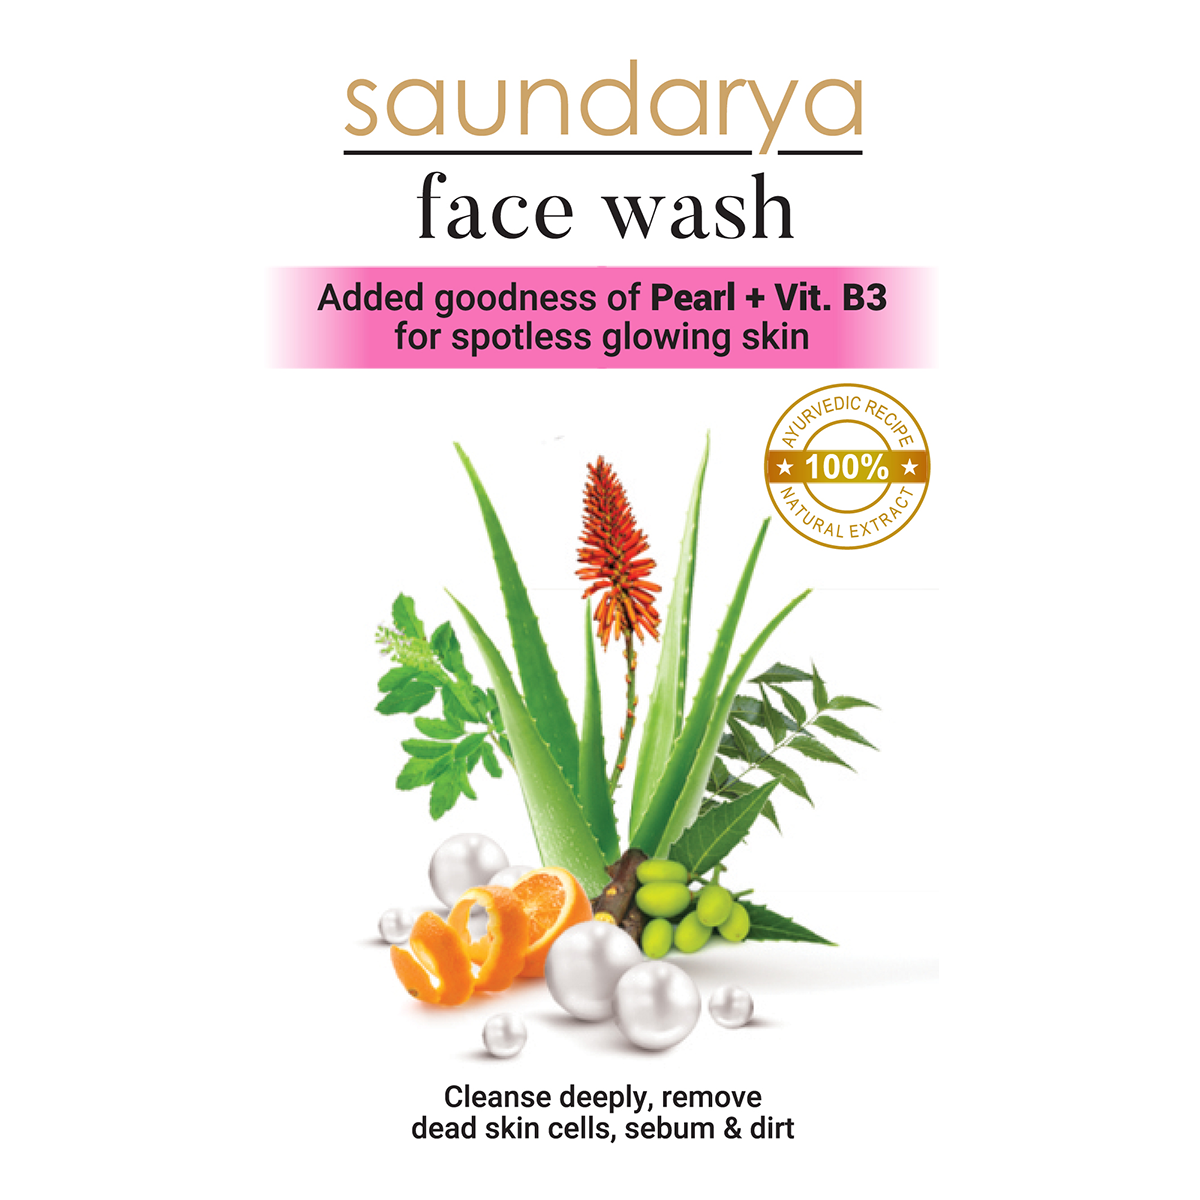 saundarya
face wash
Added goodness of Pearl + Vit. B3
for spotless glowing skin
AYURVEDIC RECIPE
★ 100% ★
NATURAL EXTRACT
Cleanse deeply, remove
dead skin cells, sebum & dirt